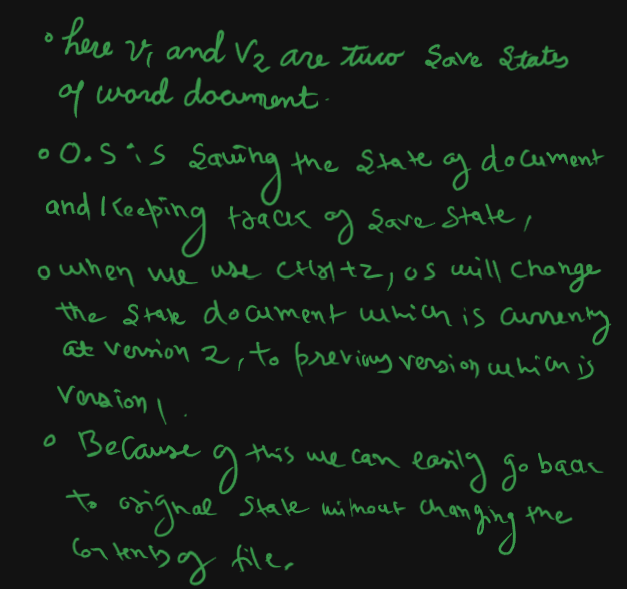 • here V₁ and V₂ are two save states
of word document.
• O.S is saving the state of document
and keeping track of save state,
• when we use ctrl+z, os will change
the state document which is currently
at version 2, to previous version which is
version 1.
• Because of this we can easily go back
to original state without changing the
contents of file.